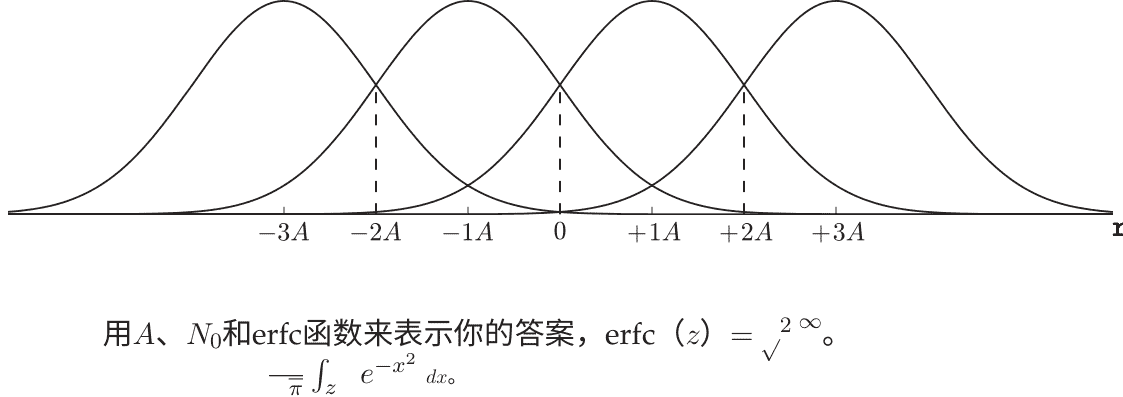 −3A −2A −1A 0 +1A +2A +3A r
用A、N₀和erfc函数来表示你的答案，erfc（z）= √ 2 ∞。
— π ∫z e^−x² dx。